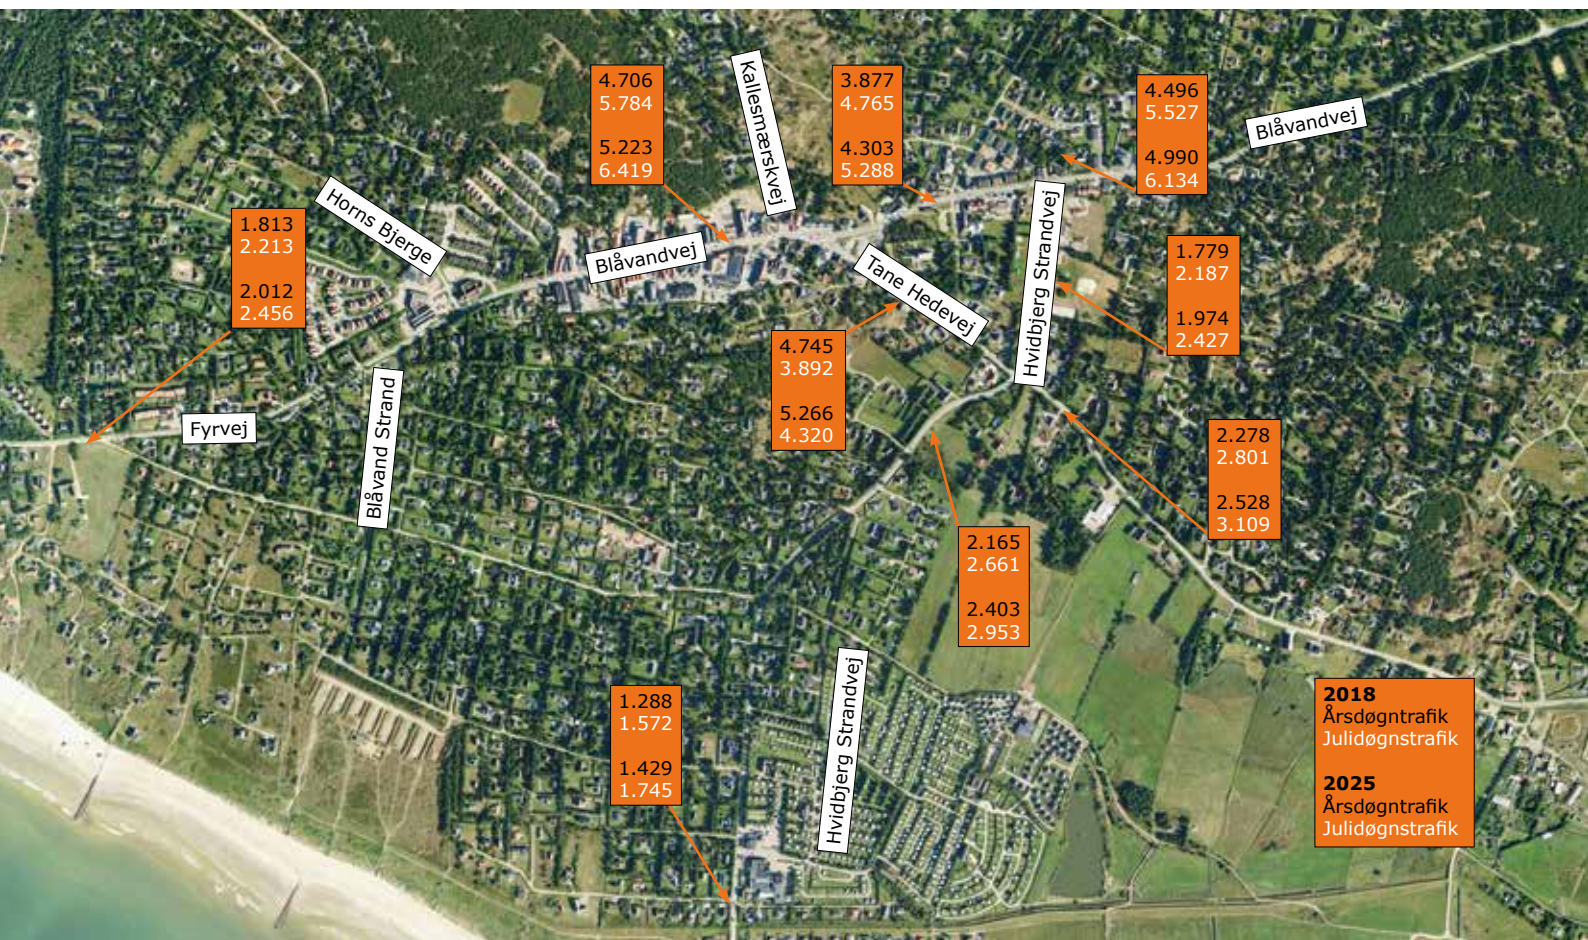 4.706
5.784
5.223
6.419
Kallesmærskvej
3.877
4.765
4.303
5.288
4.496
5.527
4.990
6.134
Blåvandvej
Horns Bjerge
1.813
2.213
2.012
2.456
Blåvandvej
Tane Hedevej
Hvidbjerg Strandvej
1.779
2.187
1.974
2.427
4.745
3.892
5.266
4.320
Fyrvej
Blåvand Strand
2.278
2.801
2.528
3.109
2.165
2.661
2.403
2.953
Hvidbjerg Strandvej
1.288
1.572
1.429
1.745
2018
Årsdøgntrafik
Julidøgnstrafik
2025
Årsdøgntrafik
Julidøgnstrafik